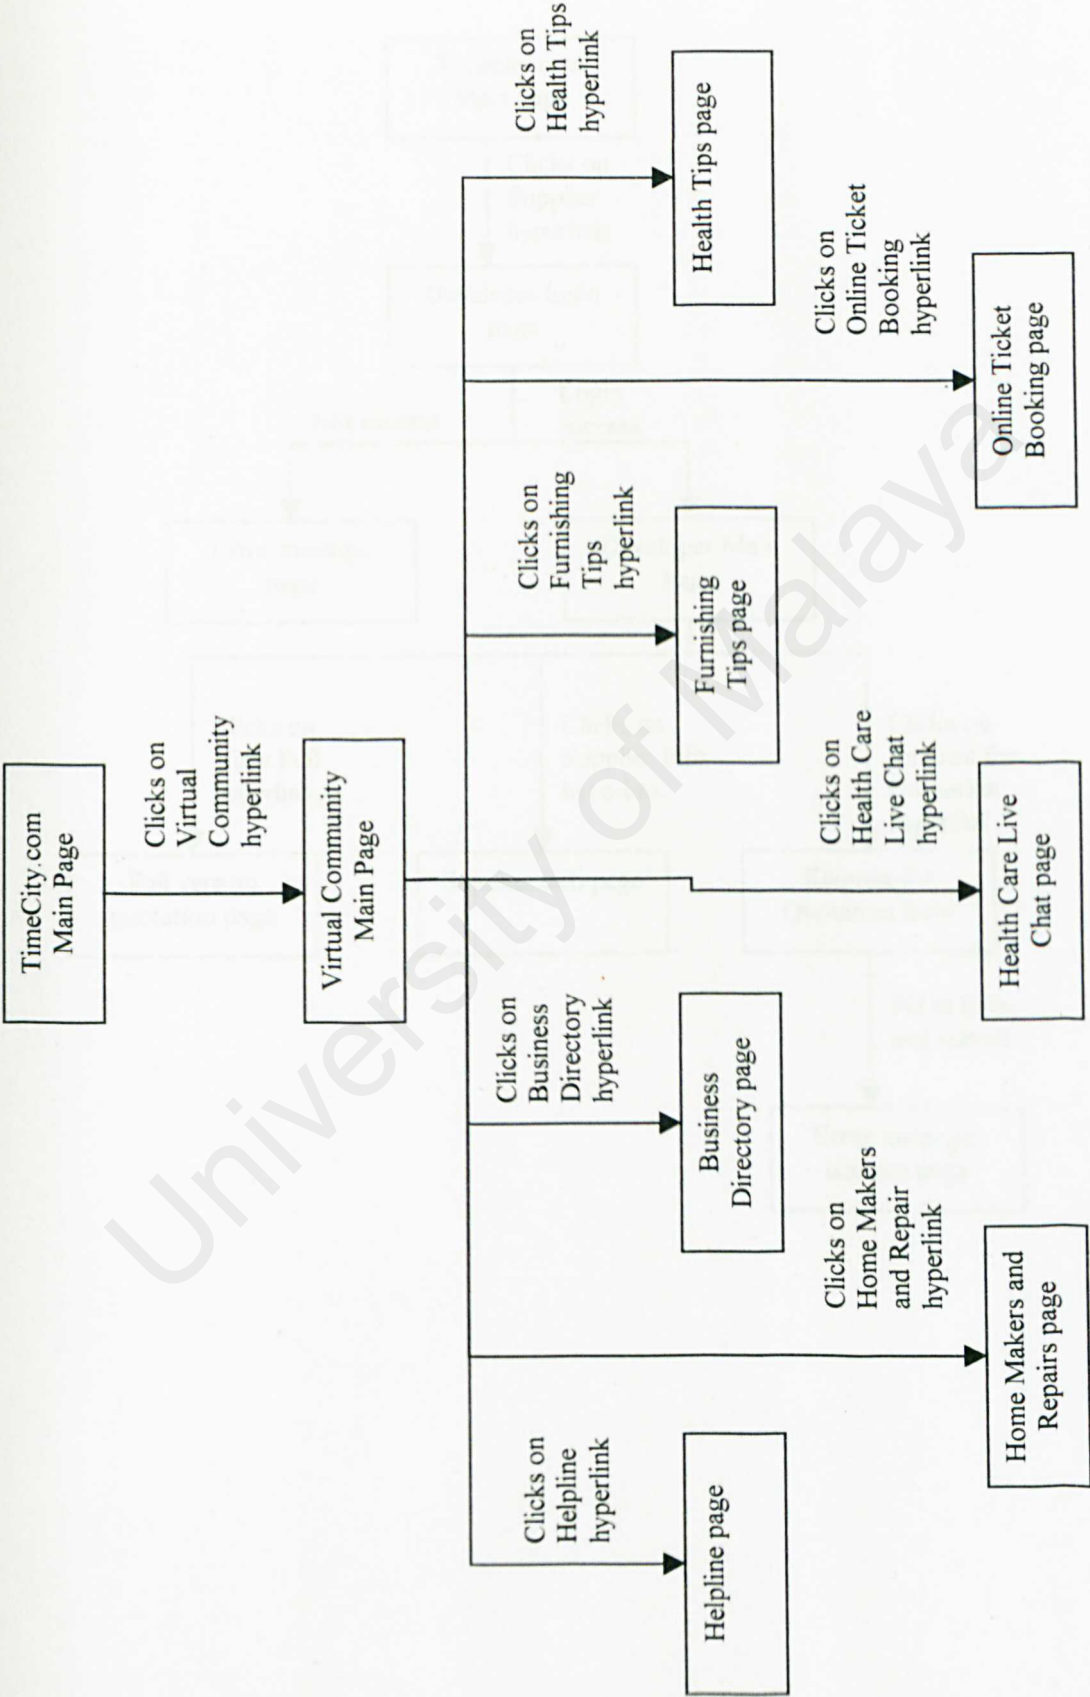 TimeCity.com
Main Page
Clicks on
Virtual
Community
hyperlink
Virtual Community
Main Page
Clicks on
Helpline
hyperlink
Helpline page
Clicks on
Home Makers
and Repair
hyperlink
Home Makers and
Repairs page
Clicks on
Business
Directory
hyperlink
Business
Directory page
Clicks on
Health Care
Live Chat
hyperlink
Health Care Live
Chat page
Clicks on
Furnishing
Tips
hyperlink
Furnishing
Tips page
Clicks on
Online Ticket
Booking
hyperlink
Online Ticket
Booking page
Clicks on
Health Tips
hyperlink
Health Tips page
University of Malaya